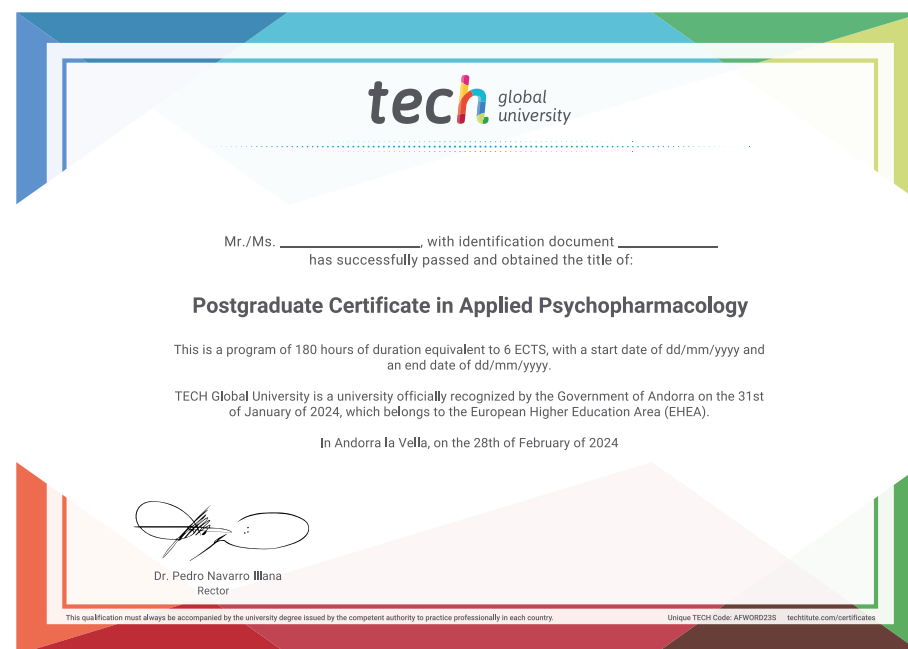 tech global
university
Mr./Ms. ____________________, with identification document ______________
has successfully passed and obtained the title of:
Postgraduate Certificate in Applied Psychopharmacology
This is a program of 180 hours of duration equivalent to 6 ECTS, with a start date of dd/mm/yyyy and
an end date of dd/mm/yyyy.
TECH Global University is a university officially recognized by the Government of Andorra on the 31st
of January of 2024, which belongs to the European Higher Education Area (EHEA).
In Andorra la Vella, on the 28th of February of 2024
Dr. Pedro Navarro Illana
Rector
This qualification must always be accompanied by the university degree issued by the competent authority to practice professionally in each country. Unique TECH Code: AFWORD23S techtitute.com/certificates